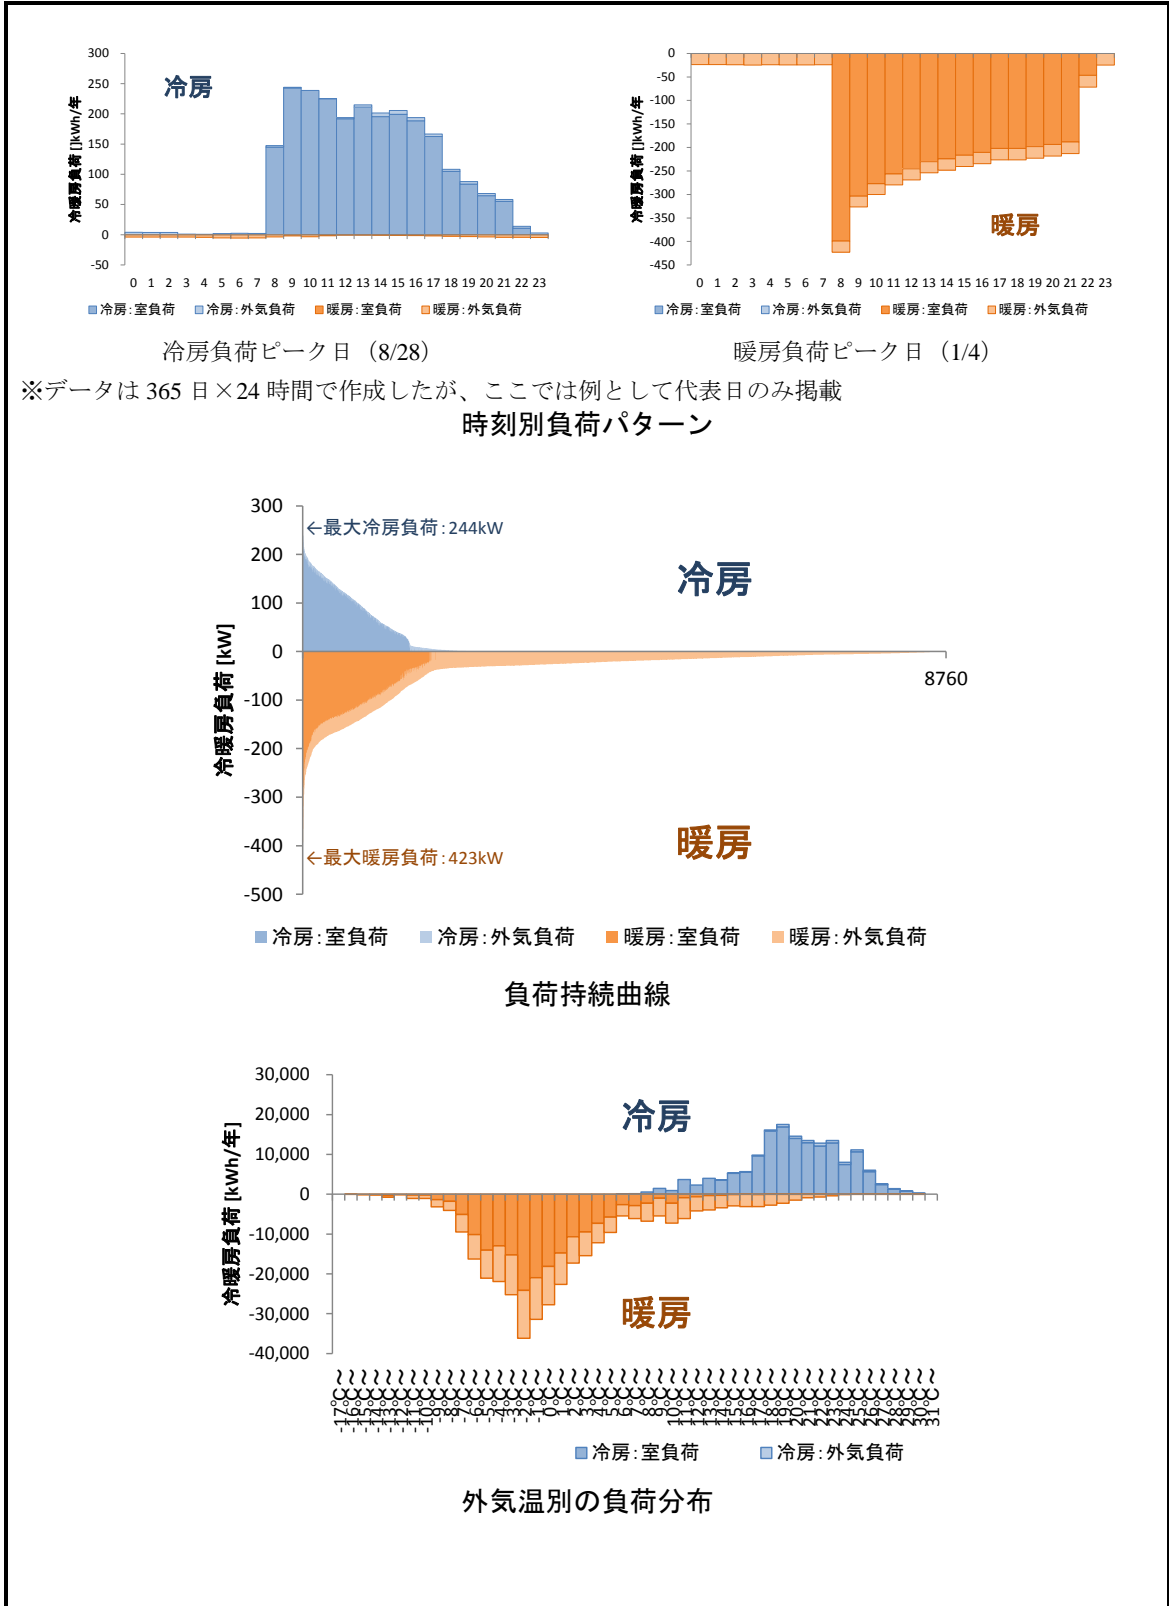 300
250
200
150
100
50
0
-50
冷暖房負荷 []kWh/年
冷房
0 1 2 3 4 5 6 7 8 9 10 11 12 13 14 15 16 17 18 19 20 21 22 23
冷房:室負荷 冷房:外気負荷 暖房:室負荷 暖房:外気負荷
0
-50
-100
-150
-200
-250
-300
-350
-400
-450
冷暖房負荷 []kWh/年
暖房
0 1 2 3 4 5 6 7 8 9 10 11 12 13 14 15 16 17 18 19 20 21 22 23
冷房:室負荷 冷房:外気負荷 暖房:室負荷 暖房:外気負荷
冷房負荷ピーク日(8/28)
暖房負荷ピーク日(1/4)
※データは 365 日×24 時間で作成したが、ここでは例として代表日のみ掲載
時刻別負荷パターン
300
200
100
0
-100
-200
-300
-400
-500
冷暖房負荷 [kW]
←最大冷房負荷:244kW
冷房
8760
暖房
←最大暖房負荷:423kW
冷房:室負荷 冷房:外気負荷 暖房:室負荷 暖房:外気負荷
負荷持続曲線
30,000
20,000
10,000
0
-10,000
-20,000
-30,000
-40,000
冷暖房負荷 [kWh/年]
冷房
暖房
冷房:室負荷 冷房:外気負荷
外気温別の負荷分布